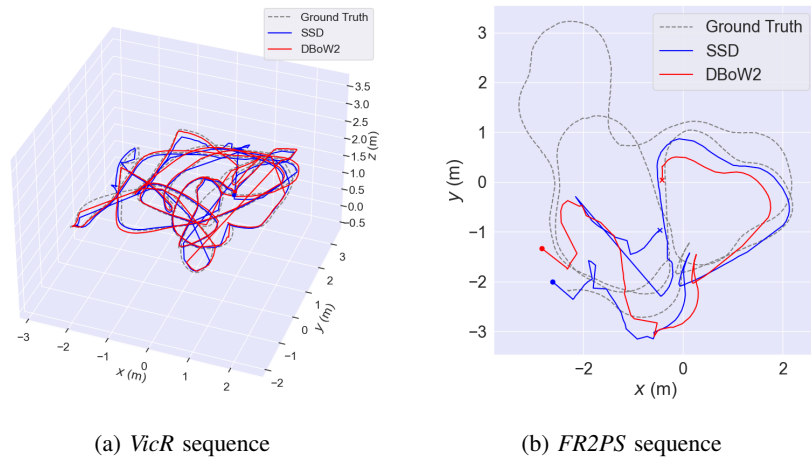 Ground Truth
SSD
DBoW2
3.5
3.0
2.5
2.0
1.5
1.0
0.5
0.0
−0.5
z (m)
3
2
1
0
−1
−2
y (m)
−3
−2
−1
0
1
2
x (m)
(a) VicR sequence
Ground Truth
SSD
DBoW2
3
2
1
0
−1
−2
−3
y (m)
−2
0
2
x (m)
(b) FR2PS sequence